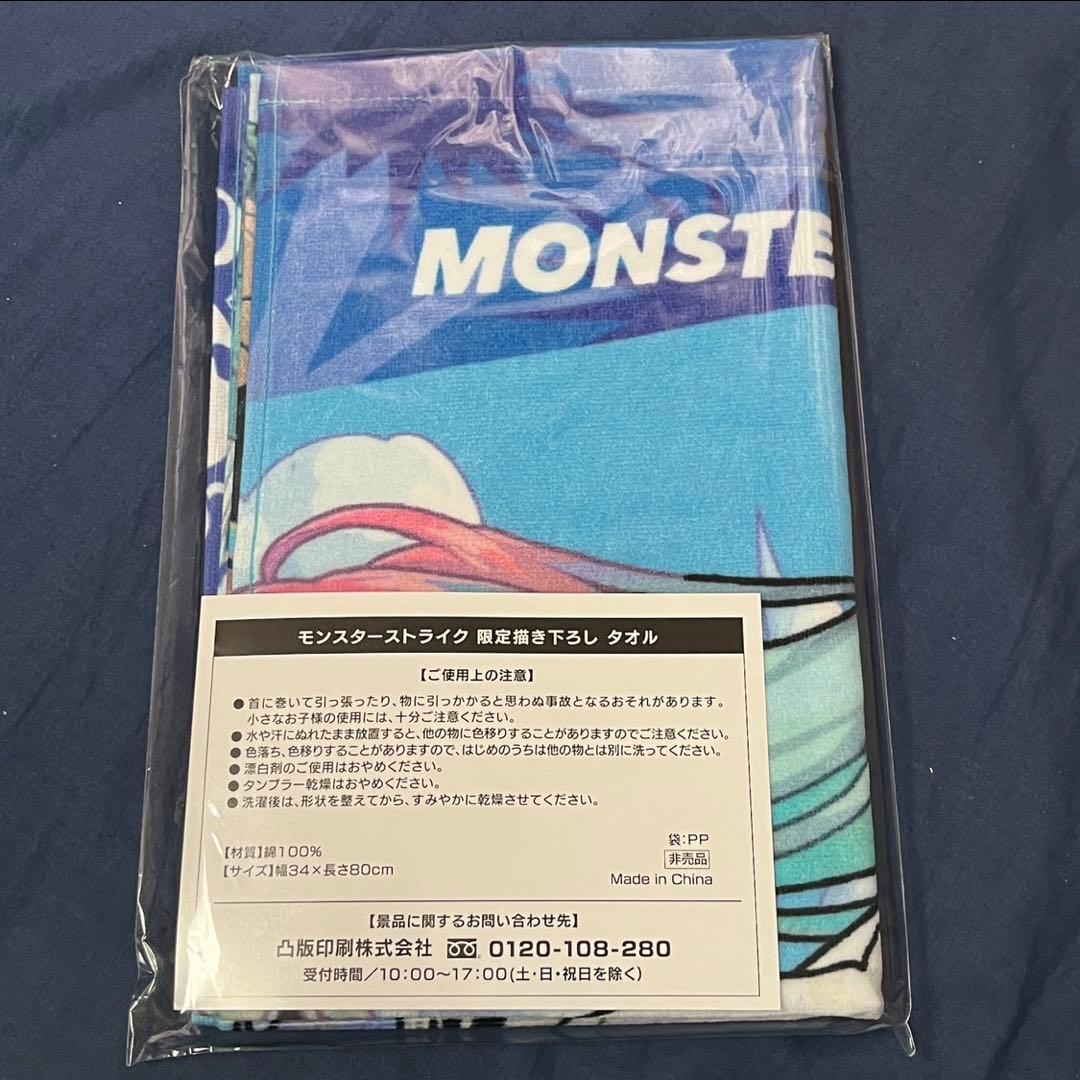 MONSTE
モンスターストライク 限定描き下ろし タオル
【ご使用上の注意】
●首に巻いて引っ張ったり、物に引っかかると思わぬ事故となるおそれがあります。
小さなお子様の使用には、十分ご注意ください。
●水や汗にぬれたまま放置すると、他の物に色移りすることがありますのでご注意ください。
●色落ち、色移りすることがありますので、はじめのうちは他の物とは別に洗ってください。
●漂白剤のご使用はおやめください。
●タンブラー乾燥はおやめください。
●洗濯後は、形状を整えてから、すみやかに乾燥させてください。
袋:PP
【材質】綿100%
非売品
【サイズ】幅34×長さ80cm
Made in China
【景品に関するお問い合わせ先】
凸版印刷株式会社 0120-108-280
受付時間/10:00〜17:00(土・日・祝日を除く)